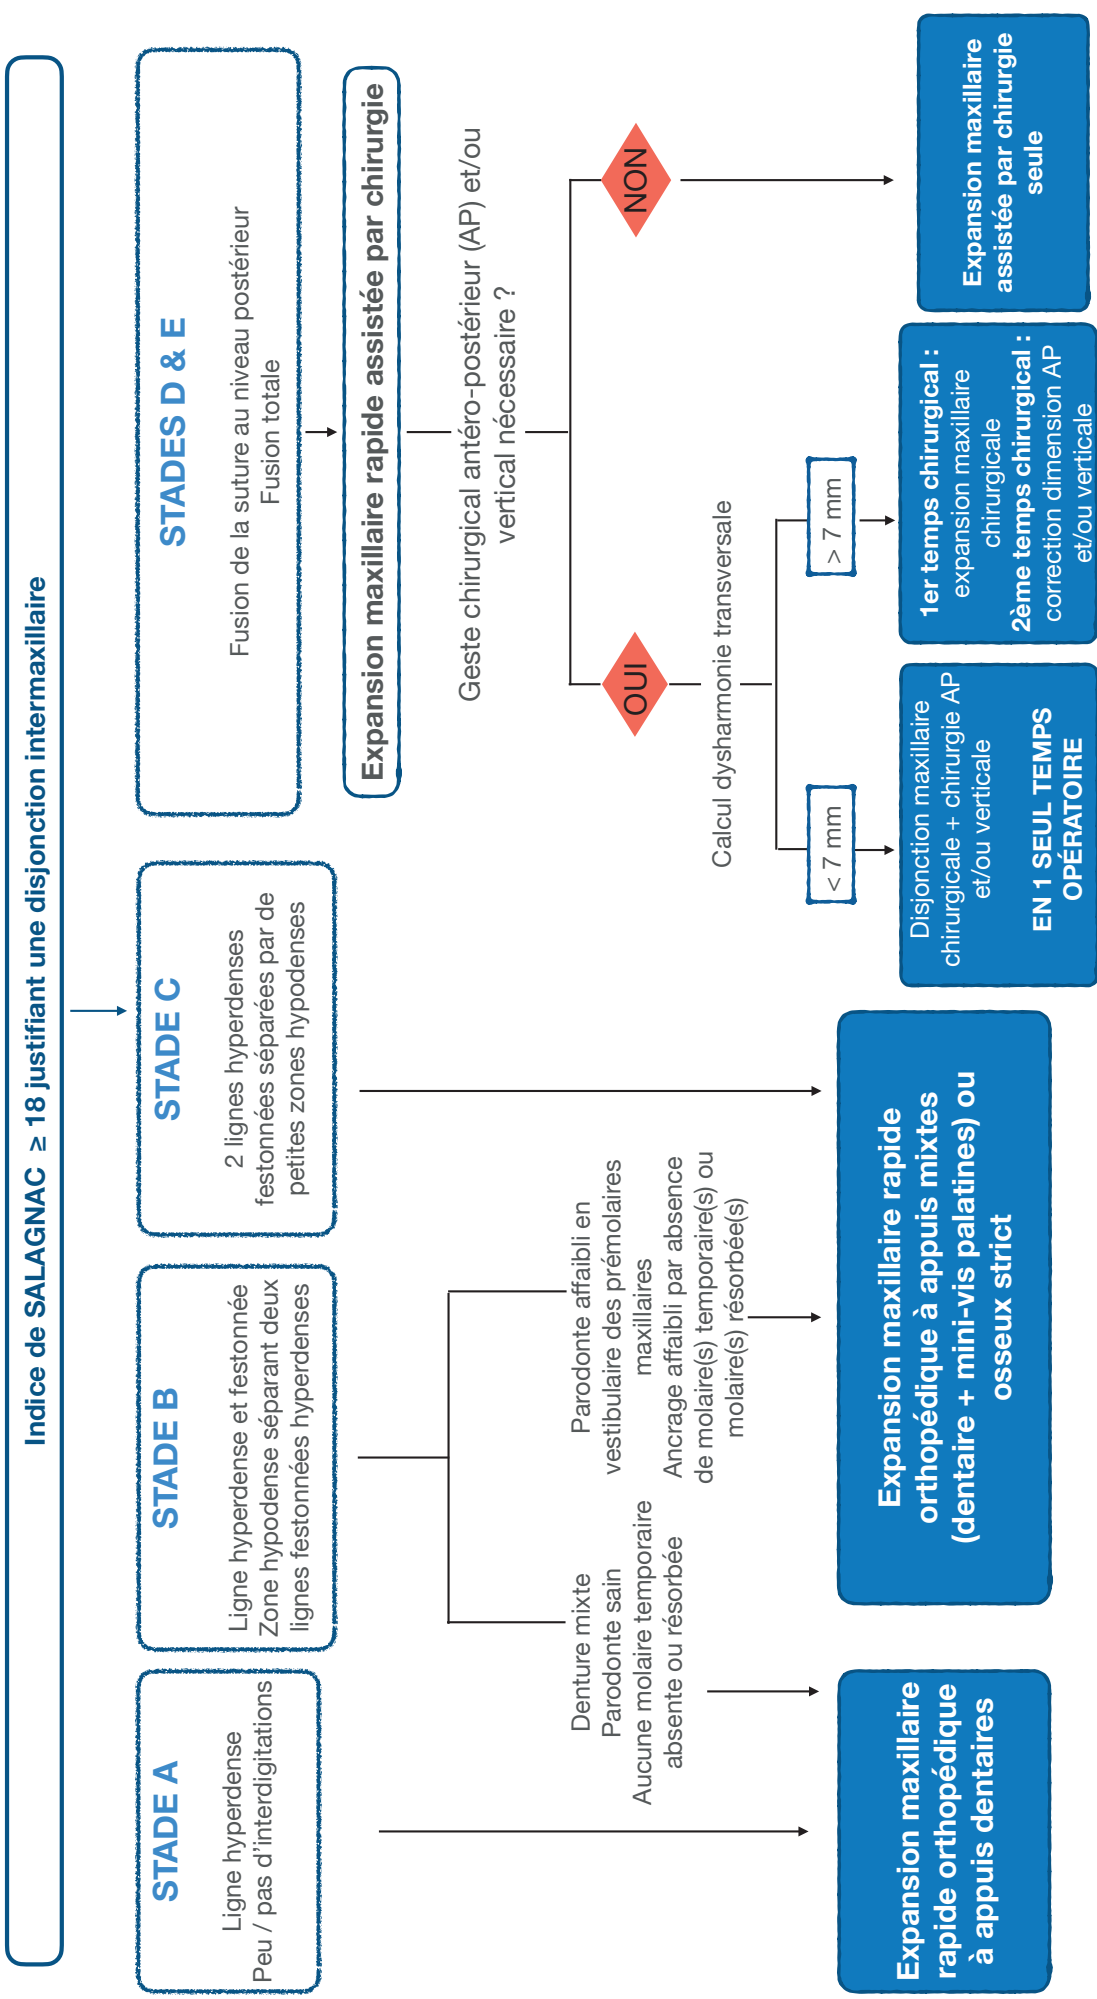 Indice de SALAGNAC ≥ 18 justifiant une disjonction intermaxillaire
STADE A
Ligne hyperdense
Peu / pas d'interdigitations
STADE B
Ligne hyperdense et festonnée
Zone hypodense séparant deux
lignes festonnées hyperdenses
STADE C
2 lignes hyperdenses
festonnées séparées par de
petites zones hypodenses
STADES D & E
Fusion de la suture au niveau postérieur
Fusion totale
Expansion maxillaire rapide assistée par chirurgie
Geste chirurgical antéro-postérieur (AP) et/ou
vertical nécessaire ?
OUI
NON
Denture mixte
Parodonte sain
Aucune molaire temporaire
absente ou résorbée
Parodonte affaibli en
vestibulaire des prémolaires
maxillaires
Ancrage affaibli par absence
de molaire(s) temporaire(s) ou
molaire(s) résorbée(s)
Calcul dysharmonie transversale
< 7 mm
> 7 mm
Expansion maxillaire
rapide orthopédique
à appuis dentaires
Expansion maxillaire rapide
orthopédique à appuis mixtes
(dentaire + mini-vis palatines) ou
osseux strict
Disjonction maxillaire
chirurgicale + chirurgie AP
et/ou verticale
EN 1 SEUL TEMPS
OPÉRATOIRE
1er temps chirurgical :
expansion maxillaire
chirurgicale
2ème temps chirurgical :
correction dimension AP
et/ou verticale
Expansion maxillaire
assistée par chirurgie
seule